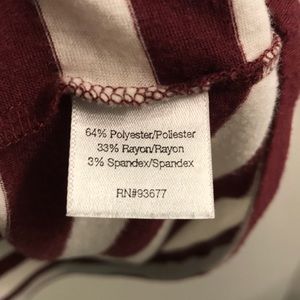 64% Polyester/Poliester
33% Rayon/Rayon
3% Spandex/Spandex
RN#93677